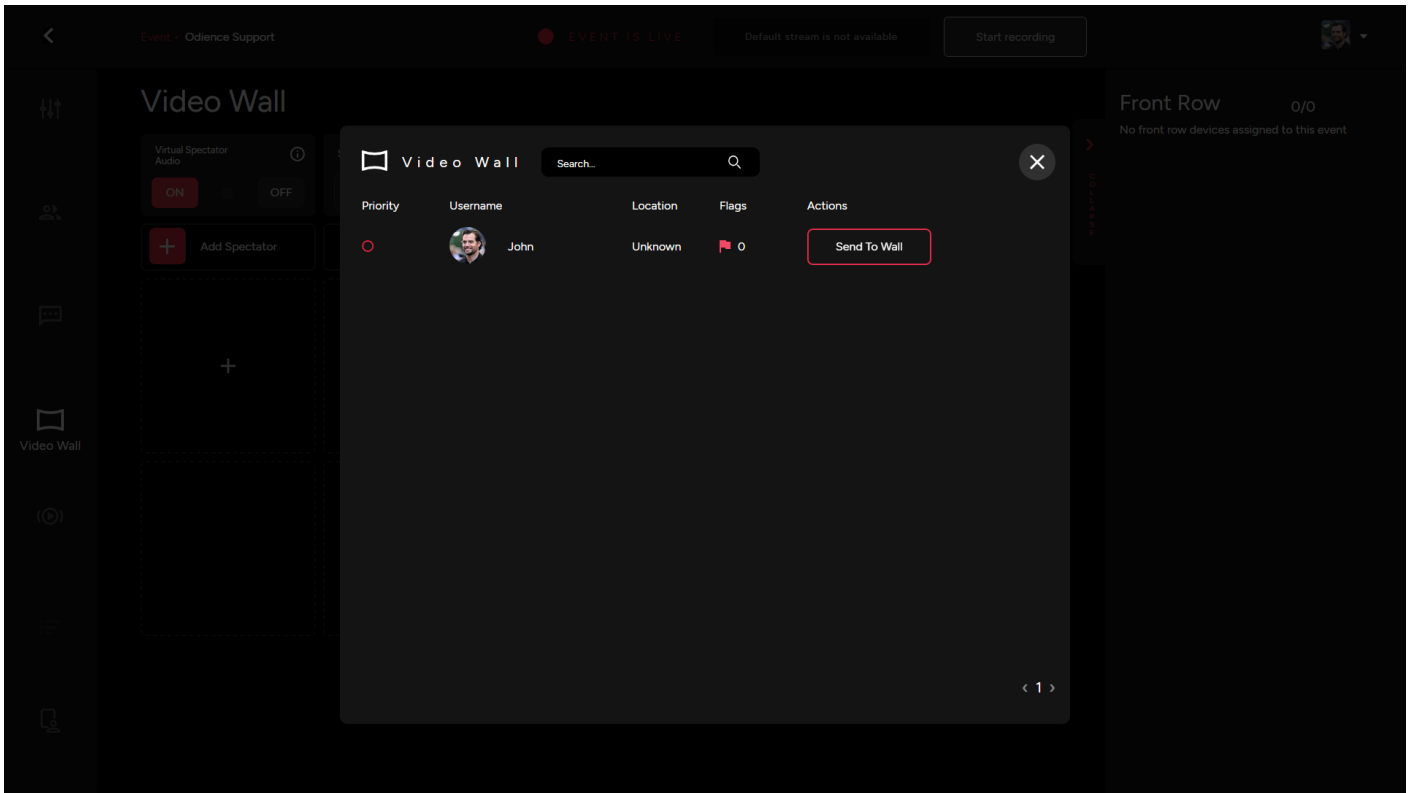 Event - Odience Support
EVENT IS LIVE
Default stream is not available
Start recording
Video Wall
Front Row 0/0
No front row devices assigned to this event
Virtual Spectator
Audio
ON
OFF
Add Spectator
COLLAPSE
Video Wall
Video Wall
Search...
Priority Username Location Flags Actions
John Unknown 0 Send To Wall
1